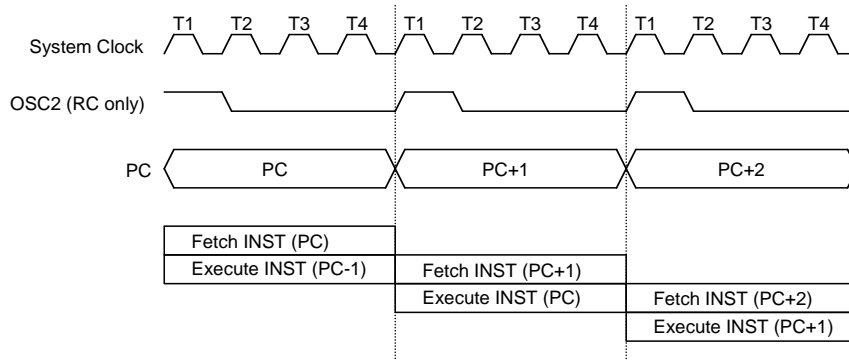 T1 T2 T3 T4 T1 T2 T3 T4 T1 T2 T3 T4
System Clock
OSC2 (RC only)
PC PC PC+1 PC+2
Fetch INST (PC)
Execute INST (PC-1) Fetch INST (PC+1)
Execute INST (PC) Fetch INST (PC+2)
Execute INST (PC+1)